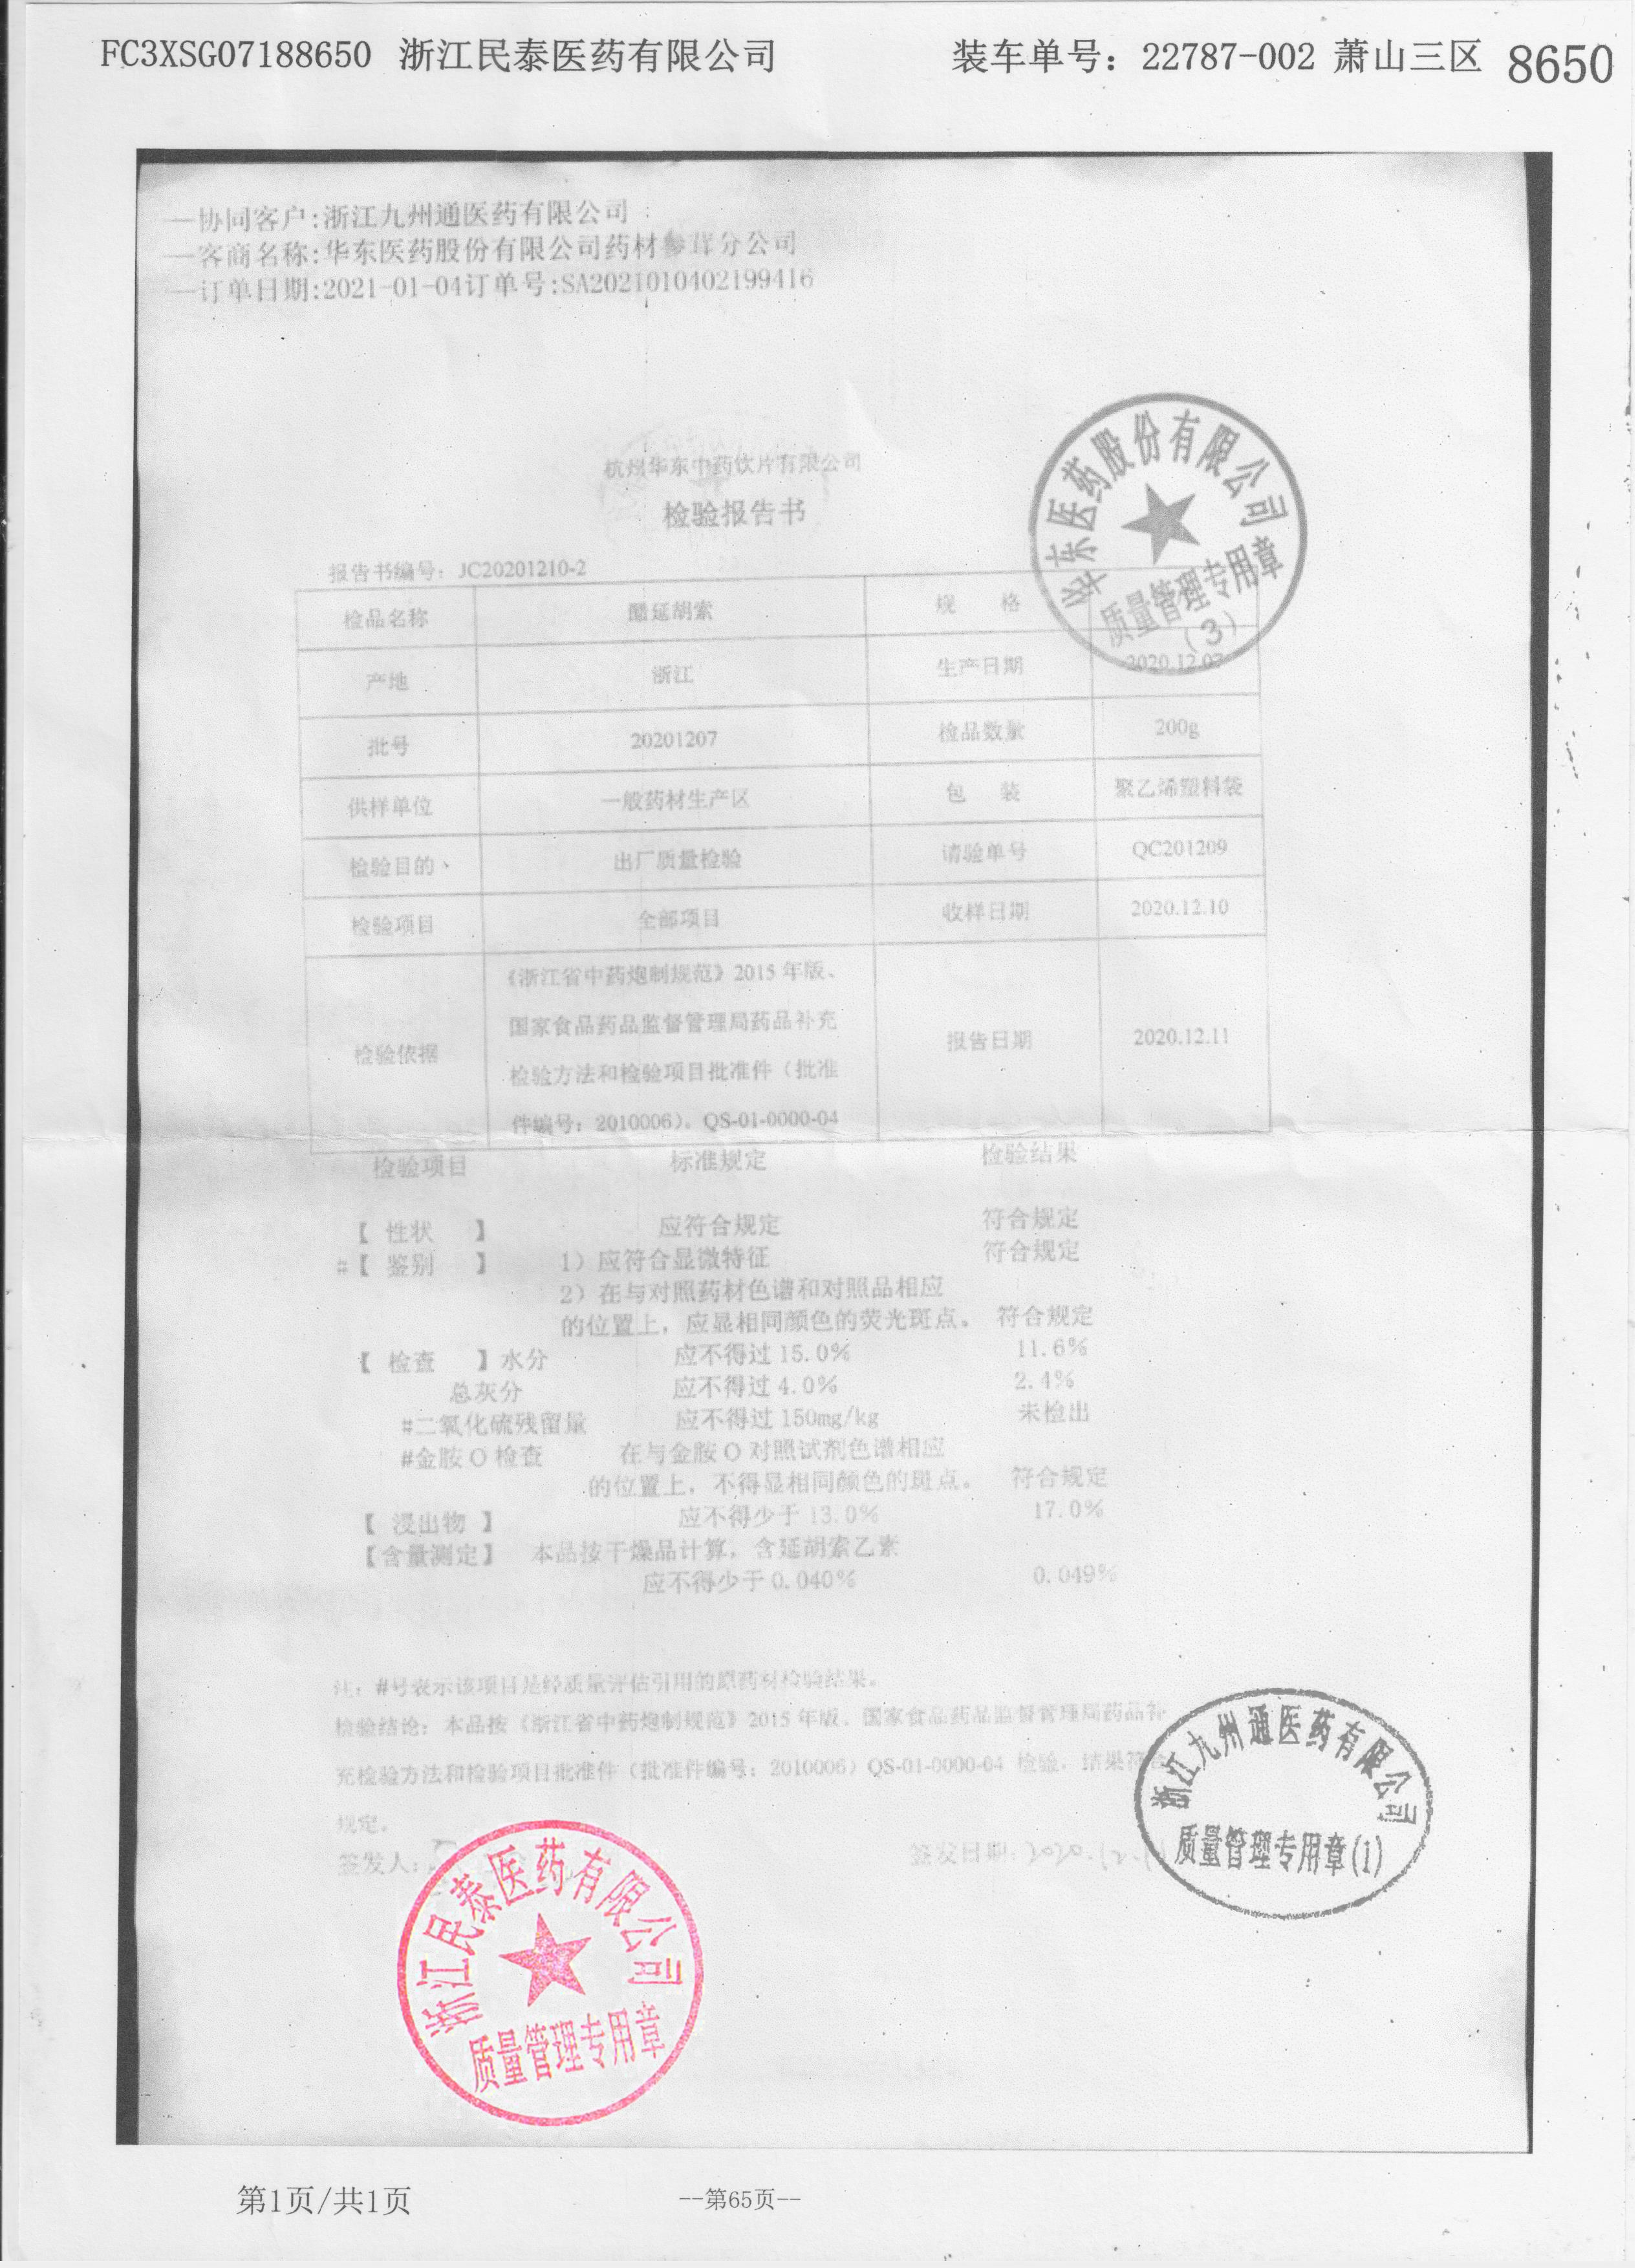 FC3XSG07188650 浙江民泰医药有限公司 装车单号：22787-002 萧山三区 8650
一协同客户:浙江九州通医药有限公司
一客商名称:华东医药股份有限公司药材参茸分公司
一订单日期:2021-01-04订单号:SA2021010402199416
杭州华东中药饮片有限公司
检验报告书
华东医药股份有限公司
质量管理专用章
(3)
报告书编号：JC20201210-2
检品名称 醋延胡索 规 格
产地 浙江 生产日期 2020.12.07
批号 20201207 检品数量 200g
供样单位 一般药材生产区 包 装 聚乙烯塑料袋
检验目的、 出厂质量检验 请验单号 QC201209
检验项目 全部项目 收样日期 2020.12.10
检验依据 《浙江省中药炮制规范》2015 年版、
国家食品药品监督管理局药品补充
检验方法和检验项目批准件（批准
件编号：2010006）。QS-01-0000-04
报告日期 2020.12.11
检验项目 标准规定 检验结果
【 性状 】 应符合规定 符合规定
#【 鉴别 】 1）应符合显微特征 符合规定
2）在与对照药材色谱和对照品相应
的位置上，应显相同颜色的荧光斑点。 符合规定
【 检查 】水分 应不得过 15.0% 11.6%
总灰分 应不得过 4.0% 2.4%
#二氧化硫残留量 应不得过 150mg/kg 未检出
#金胺 O 检查 在与金胺 O 对照试剂色谱相应
的位置上，不得显相同颜色的斑点。 符合规定
【 浸出物 】 应不得少于 13.0% 17.0%
【含量测定】 本品按干燥品计算，含延胡索乙素
应不得少于 0.040% 0.049%
注：#号表示该项目是经质量评估引用的原药材检验结果。
检验结论：本品按《浙江省中药炮制规范》2015 年版、国家食品药品监督管理局药品补
充检验方法和检验项目批准件（批准件编号：2010006）QS-01-0000-04 检验，结果符合
规定。
签发人： 签发日期：
浙江九州通医药有限公司
质量管理专用章(1)
浙江民泰医药有限公司
质量管理专用章
第1页/共1页 --第65页--